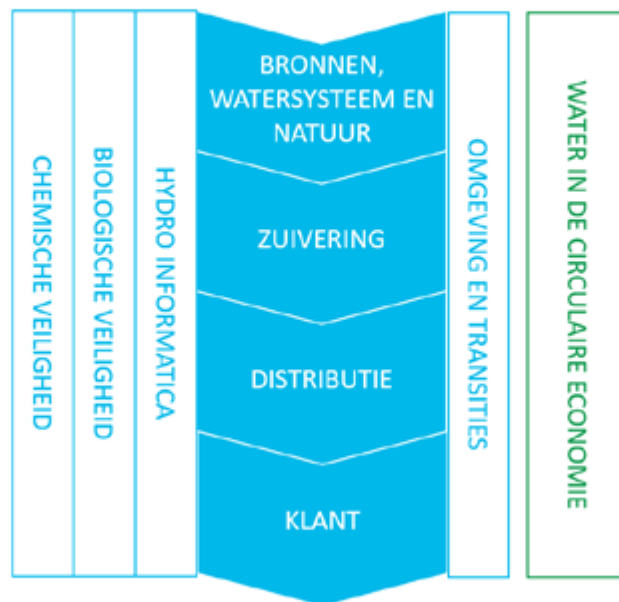 CHEMISCHE VEILIGHEID
BIOLOGISCHE VEILIGHEID
HYDRO INFORMATICA
BRONNEN,
WATERSYSTEEM EN
NATUUR
ZUIVERING
DISTRIBUTIE
KLANT
OMGEVING EN TRANSITIES
WATER IN DE CIRCULAIRE ECONOMIE